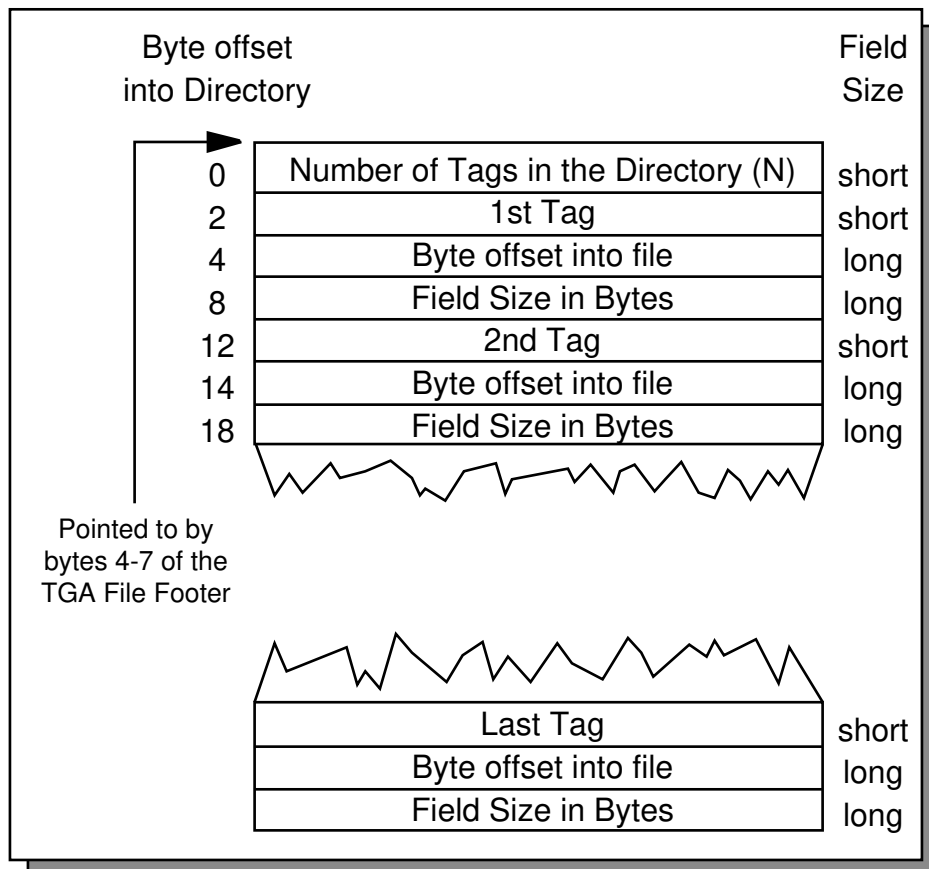 Byte offset
into Directory
Field
Size
0 Number of Tags in the Directory (N) short
2 1st Tag short
4 Byte offset into file long
8 Field Size in Bytes long
12 2nd Tag short
14 Byte offset into file long
18 Field Size in Bytes long
Pointed to by
bytes 4-7 of the
TGA File Footer
Last Tag short
Byte offset into file long
Field Size in Bytes long